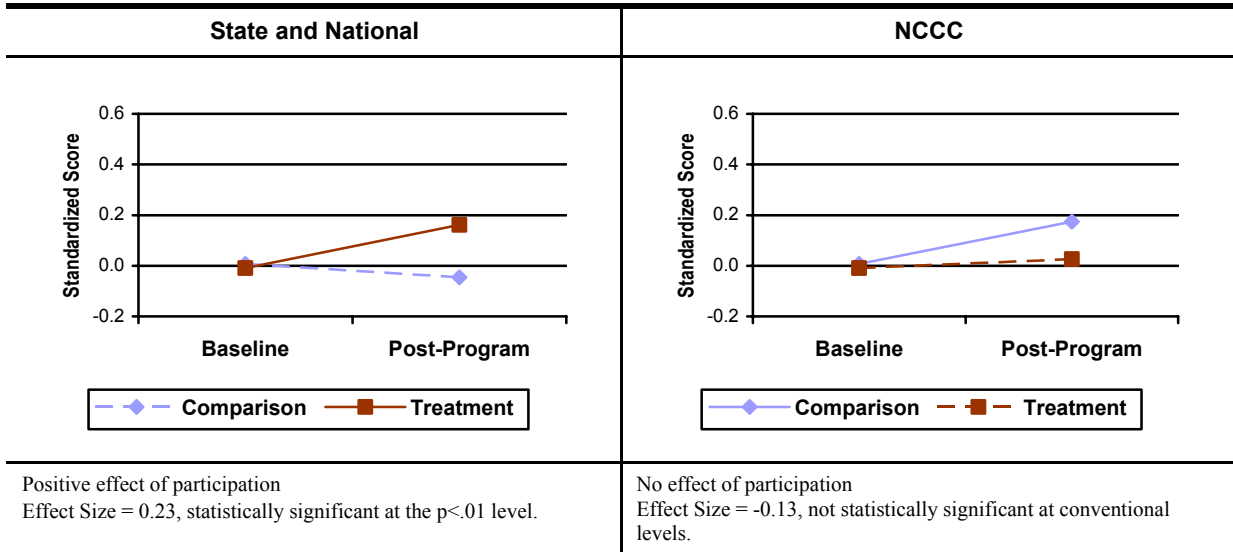 State and National
Standardized Score
0.6
0.4
0.2
0.0
-0.2
Baseline Post-Program
Comparison Treatment
Positive effect of participation
Effect Size = 0.23, statistically significant at the p<.01 level.
NCCC
Standardized Score
0.6
0.4
0.2
0.0
-0.2
Baseline Post-Program
Comparison Treatment
No effect of participation
Effect Size = -0.13, not statistically significant at conventional
levels.